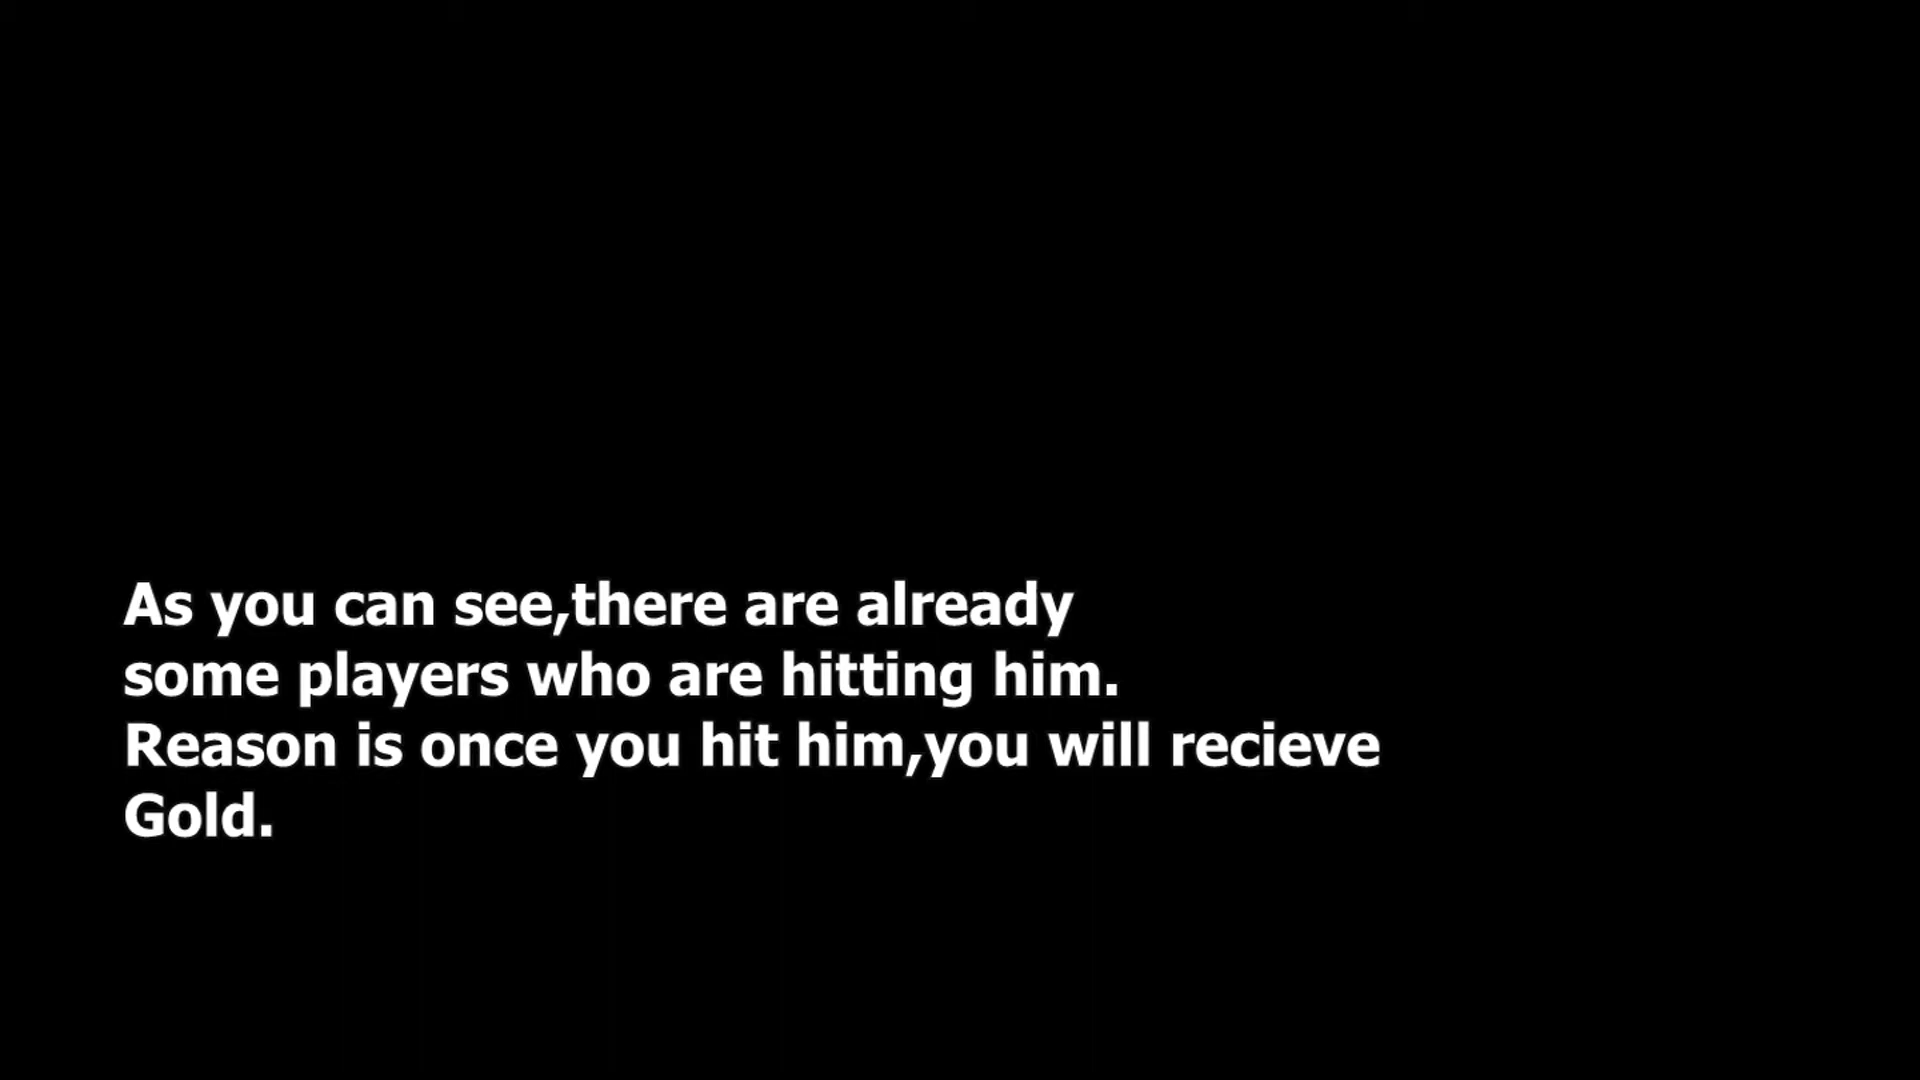 As you can see,there are already
some players who are hitting him.
Reason is once you hit him,you will recieve
Gold.